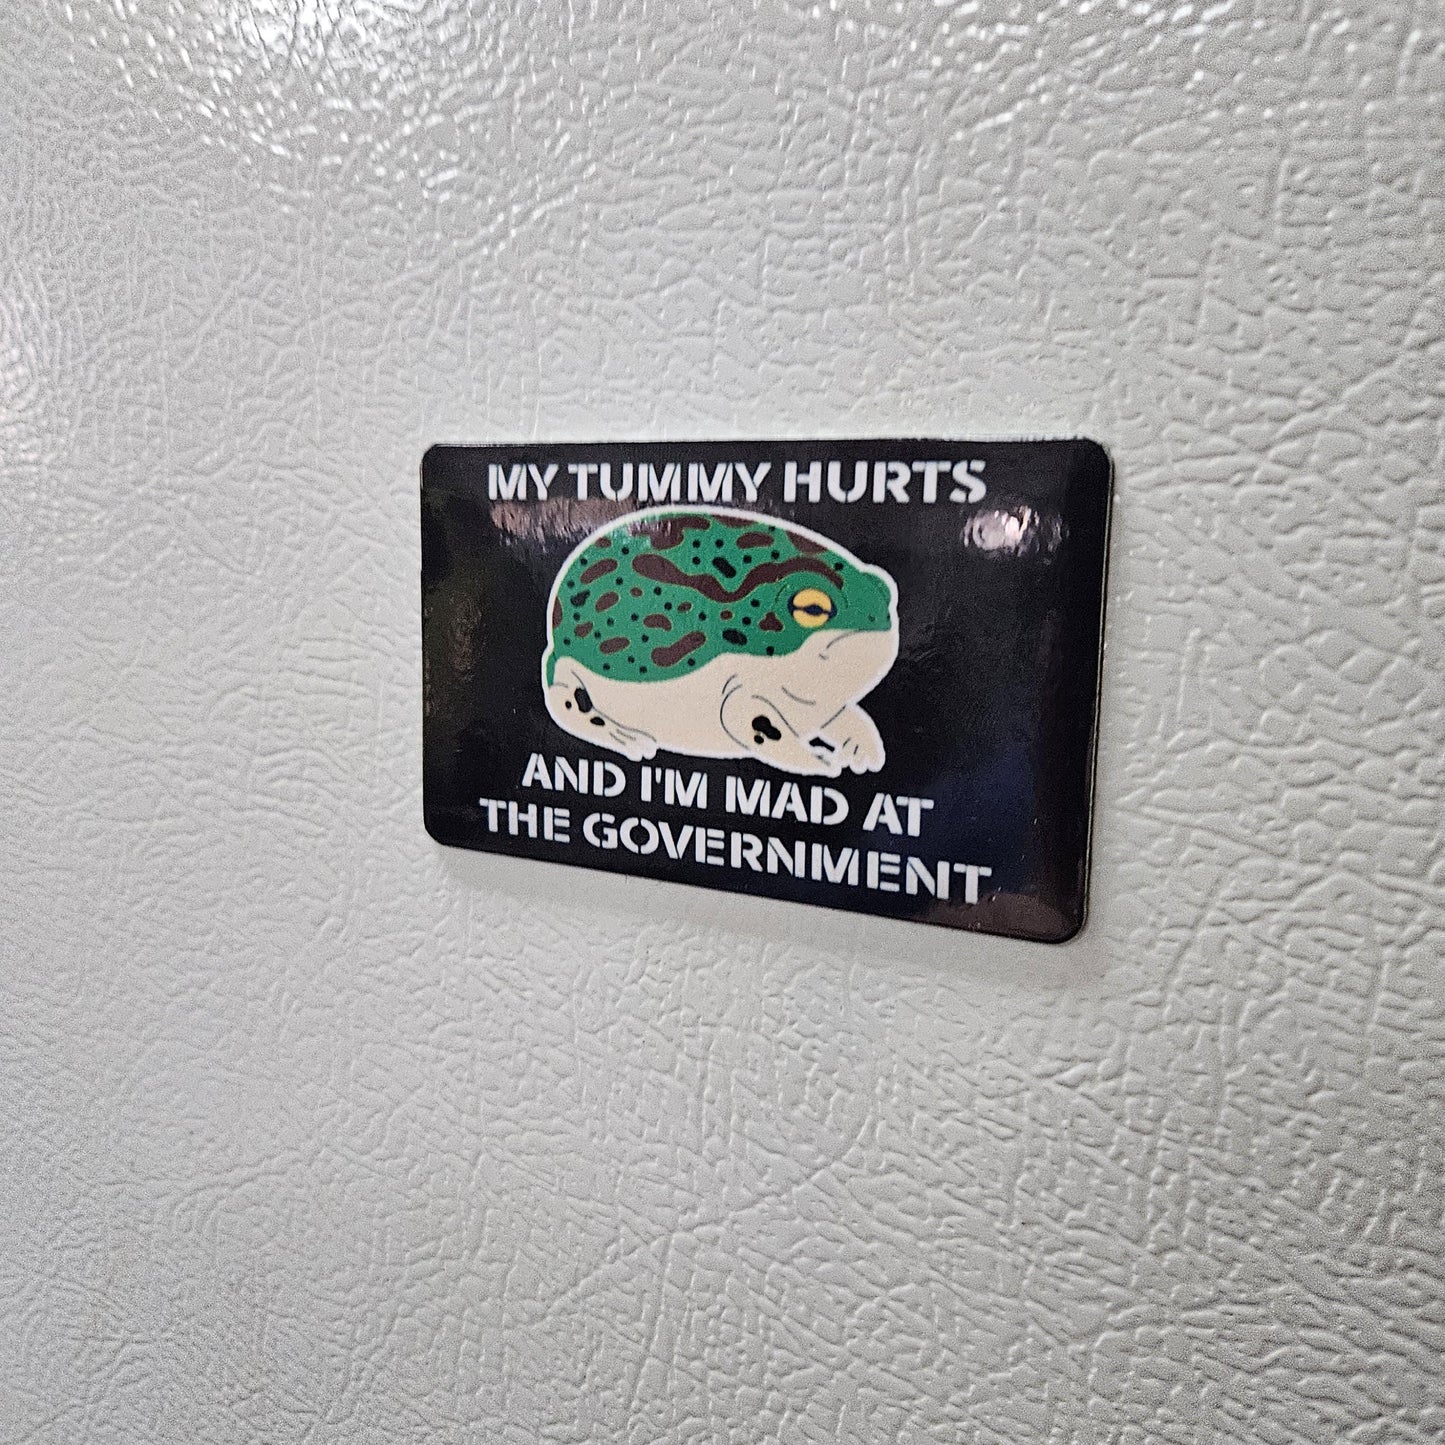 MY TUMMY HURTS
AND I'M MAD AT
THE GOVERNMENT